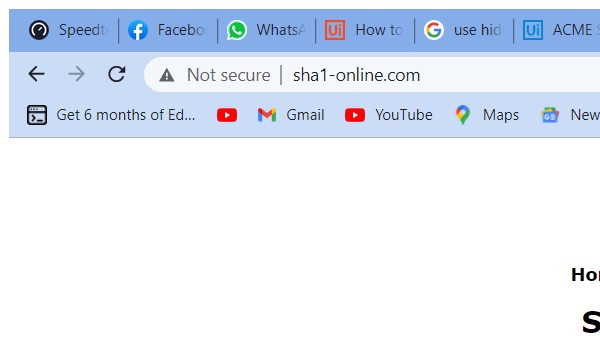 Speedte Facebo WhatsA How to use hid ACME S
Not secure | sha1-online.com
Get 6 months of Ed... Gmail YouTube Maps New
Ho
S